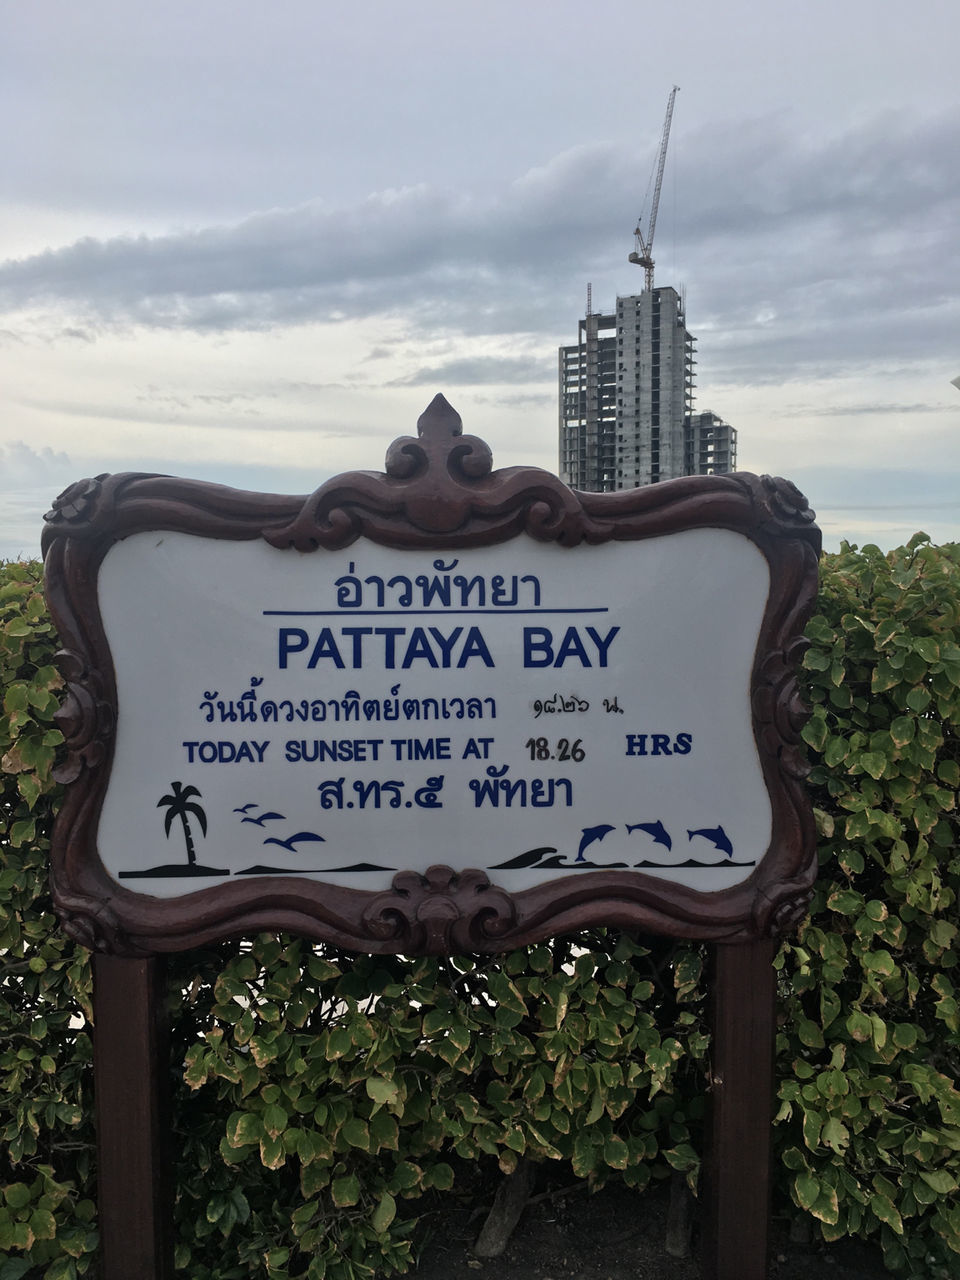 อ่าวพัทยา
PATTAYA BAY
วันนี้ดวงอาทิตย์ตกเวลา ๑๘.๒๖ น.
TODAY SUNSET TIME AT 18.26 HRS
ส.ทร.๕ พัทยา